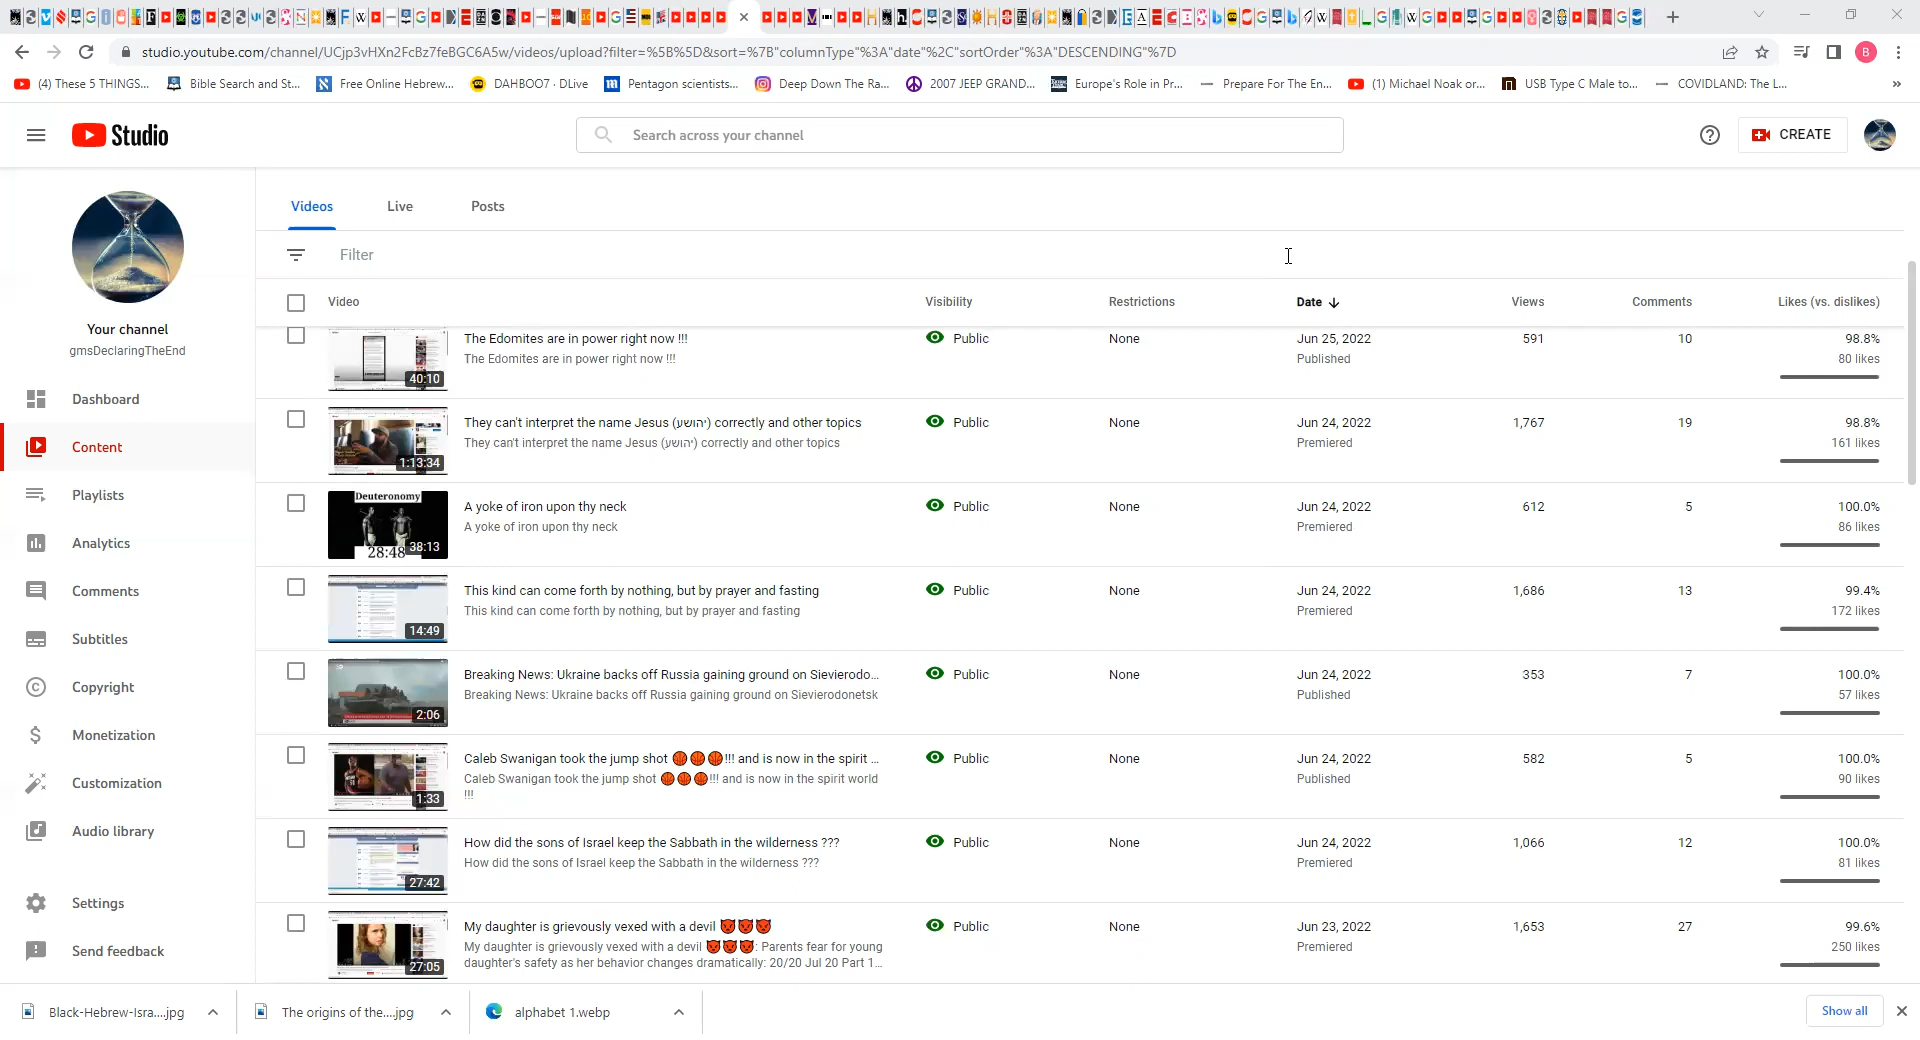 studio.youtube.com/channel/UCjp3vHXn2FcBz7feBGC6A5w/videos/upload?filter=%5B%5D&sort=%7B"columnType"%3A"date"%2C"sortOrder"%3A"DESCENDING"%7D
B
(4) These 5 THINGS... Bible Search and St... Free Online Hebrew... DAHBOO7 · DLive Pentagon scientists... Deep Down The Ra... 2007 JEEP GRAND... Europe's Role in Pr... Prepare For The En... (1) Michael Noak or... USB Type C Male to... COVIDLAND: The L... »
Studio
Search across your channel
CREATE
Your channel
gmsDeclaringTheEnd
Dashboard
Content
Playlists
Analytics
Comments
Subtitles
Copyright
Monetization
Customization
Audio library
Settings
Send feedback
Videos Live Posts
Filter
Video Visibility Restrictions Date Views Comments Likes (vs. dislikes)
The Edomites are in power right now !!! Public None Jun 25, 2022 591 10 98.8%
The Edomites are in power right now !!! Published 80 likes
40:10
They can't interpret the name Jesus (יהושע) correctly and other topics Public None Jun 24, 2022 1,767 19 98.8%
They can't interpret the name Jesus (יהושע) correctly and other topics Premiered 161 likes
1:13:34
Deuteronomy
A yoke of iron upon thy neck Public None Jun 24, 2022 612 5 100.0%
A yoke of iron upon thy neck Premiered 86 likes
28:48 38:13
This kind can come forth by nothing, but by prayer and fasting Public None Jun 24, 2022 1,686 13 99.4%
This kind can come forth by nothing, but by prayer and fasting Premiered 172 likes
14:49
Breaking News: Ukraine backs off Russia gaining ground on Sievierodo... Public None Jun 24, 2022 353 7 100.0%
Breaking News: Ukraine backs off Russia gaining ground on Sievierodonetsk Published 57 likes
2:06
Caleb Swanigan took the jump shot 🏀🏀🏀!!! and is now in the spirit ... Public None Jun 24, 2022 582 5 100.0%
Caleb Swanigan took the jump shot 🏀🏀🏀!!! and is now in the spirit world Published 90 likes
!!!
1:33
How did the sons of Israel keep the Sabbath in the wilderness ??? Public None Jun 24, 2022 1,066 12 100.0%
How did the sons of Israel keep the Sabbath in the wilderness ??? Premiered 81 likes
27:42
My daughter is grievously vexed with a devil 👿👿👿 Public None Jun 23, 2022 1,653 27 99.6%
My daughter is grievously vexed with a devil 👿👿👿: Parents fear for young Premiered 250 likes
daughter's safety as her behavior changes dramatically: 20/20 Jul 20 Part 1...
27:05
Black-Hebrew-Isra....jpg The origins of the....jpg alphabet 1.webp Show all